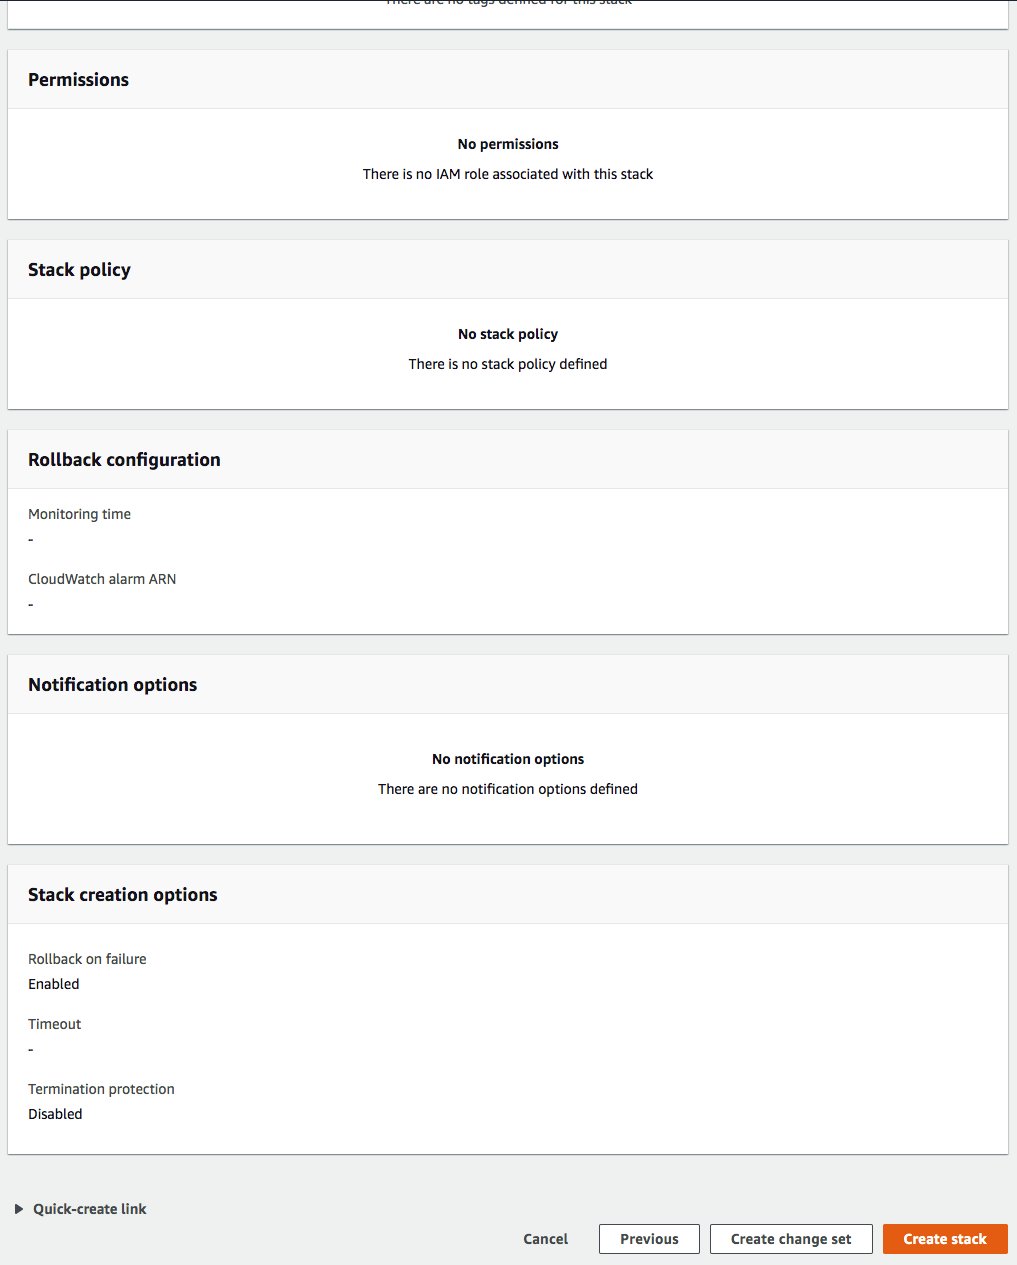 There are no tags defined for this stack
Permissions
No permissions
There is no IAM role associated with this stack
Stack policy
No stack policy
There is no stack policy defined
Rollback configuration
Monitoring time
-
CloudWatch alarm ARN
-
Notification options
No notification options
There are no notification options defined
Stack creation options
Rollback on failure
Enabled
Timeout
-
Termination protection
Disabled
Quick-create link
Cancel Previous Create change set Create stack